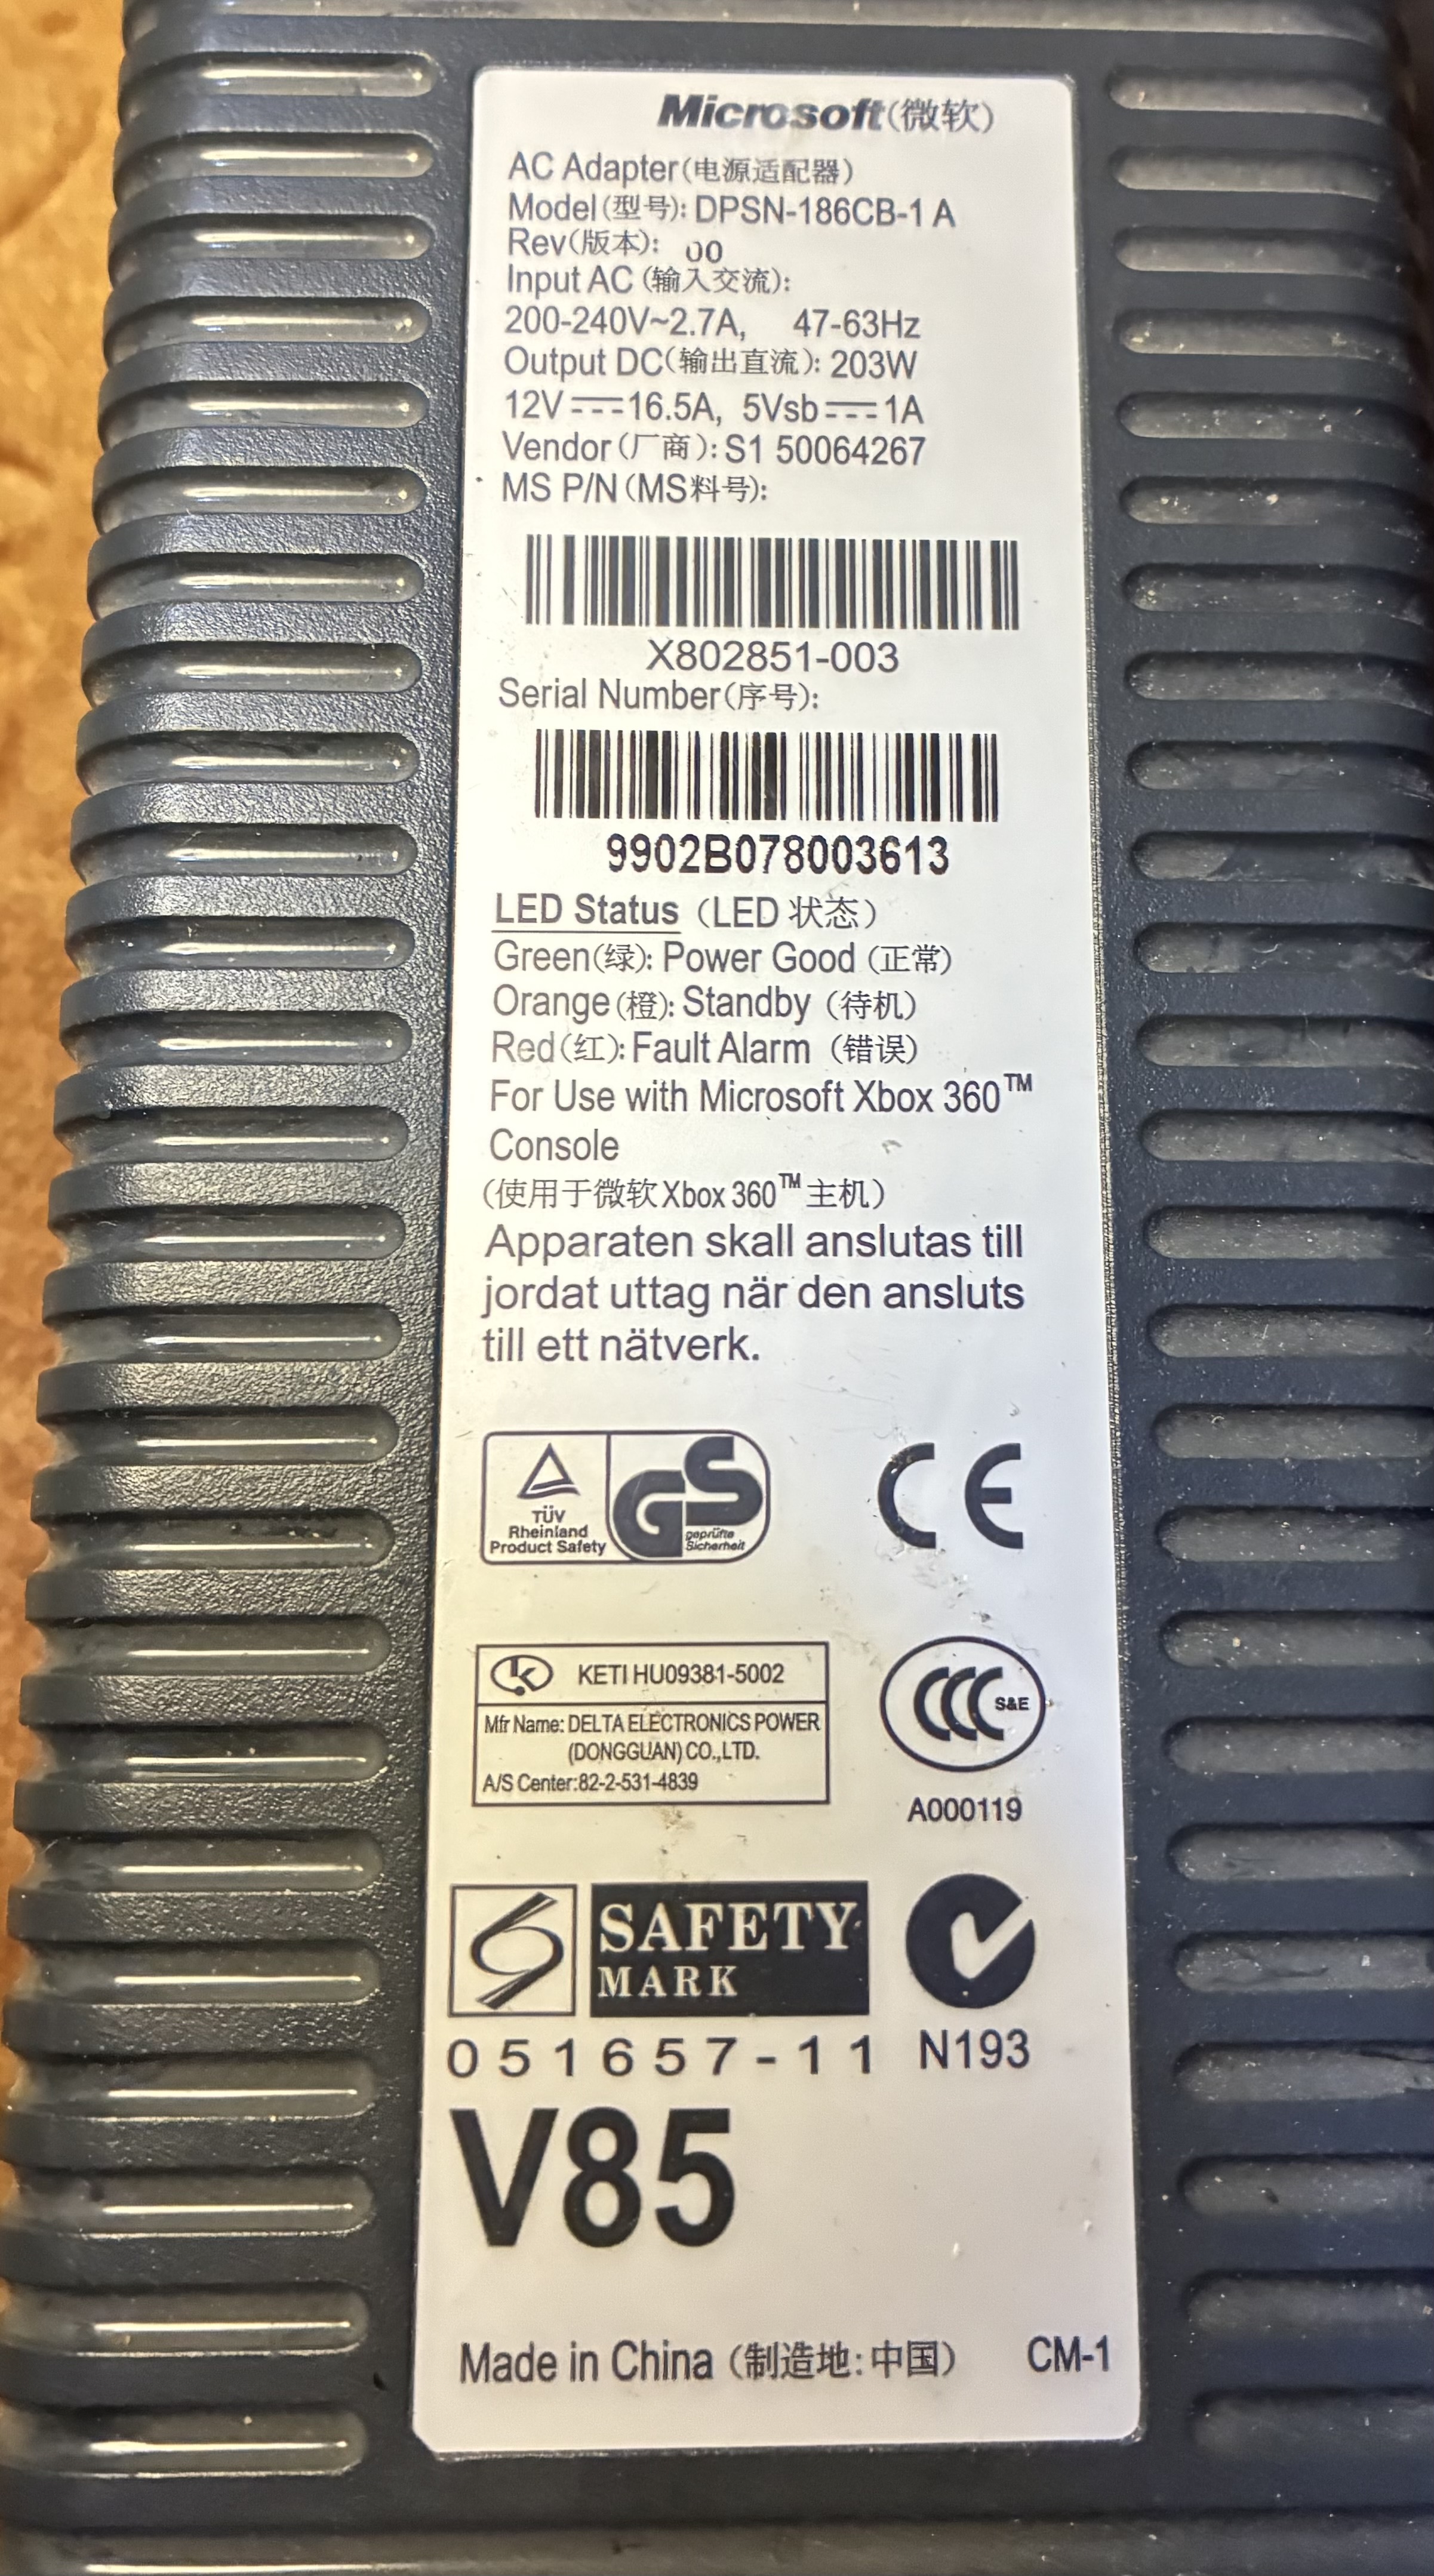 Microsoft(微软)
AC Adapter(电源适配器)
Model(型号): DPSN-186CB-1 A
Rev(版本): 00
Input AC (输入交流):
200-240V~2.7A, 47-63Hz
Output DC(输出直流): 203W
12V⎓16.5A, 5Vsb⎓1A
Vendor(厂商): S1 50064267
MS P/N(MS料号):
X802851-003
Serial Number(序号):
9902B078003613
LED Status (LED 状态)
Green(绿): Power Good (正常)
Orange(橙): Standby (待机)
Red(红): Fault Alarm (错误)
For Use with Microsoft Xbox 360™
Console
(使用于微软Xbox 360™主机)
Apparaten skall anslutas till
jordat uttag när den ansluts
till ett nätverk.
TÜV
Rheinland
Product Safety
GS
geprüfte
Sicherheit
CE
KETI HU09381-5002
Mfr Name: DELTA ELECTRONICS POWER
(DONGGUAN) CO.,LTD.
A/S Center:82-2-531-4839
CCC S&E
A000119
SAFETY
MARK
051657-11 N193
V85
Made in China (制造地:中国) CM-1